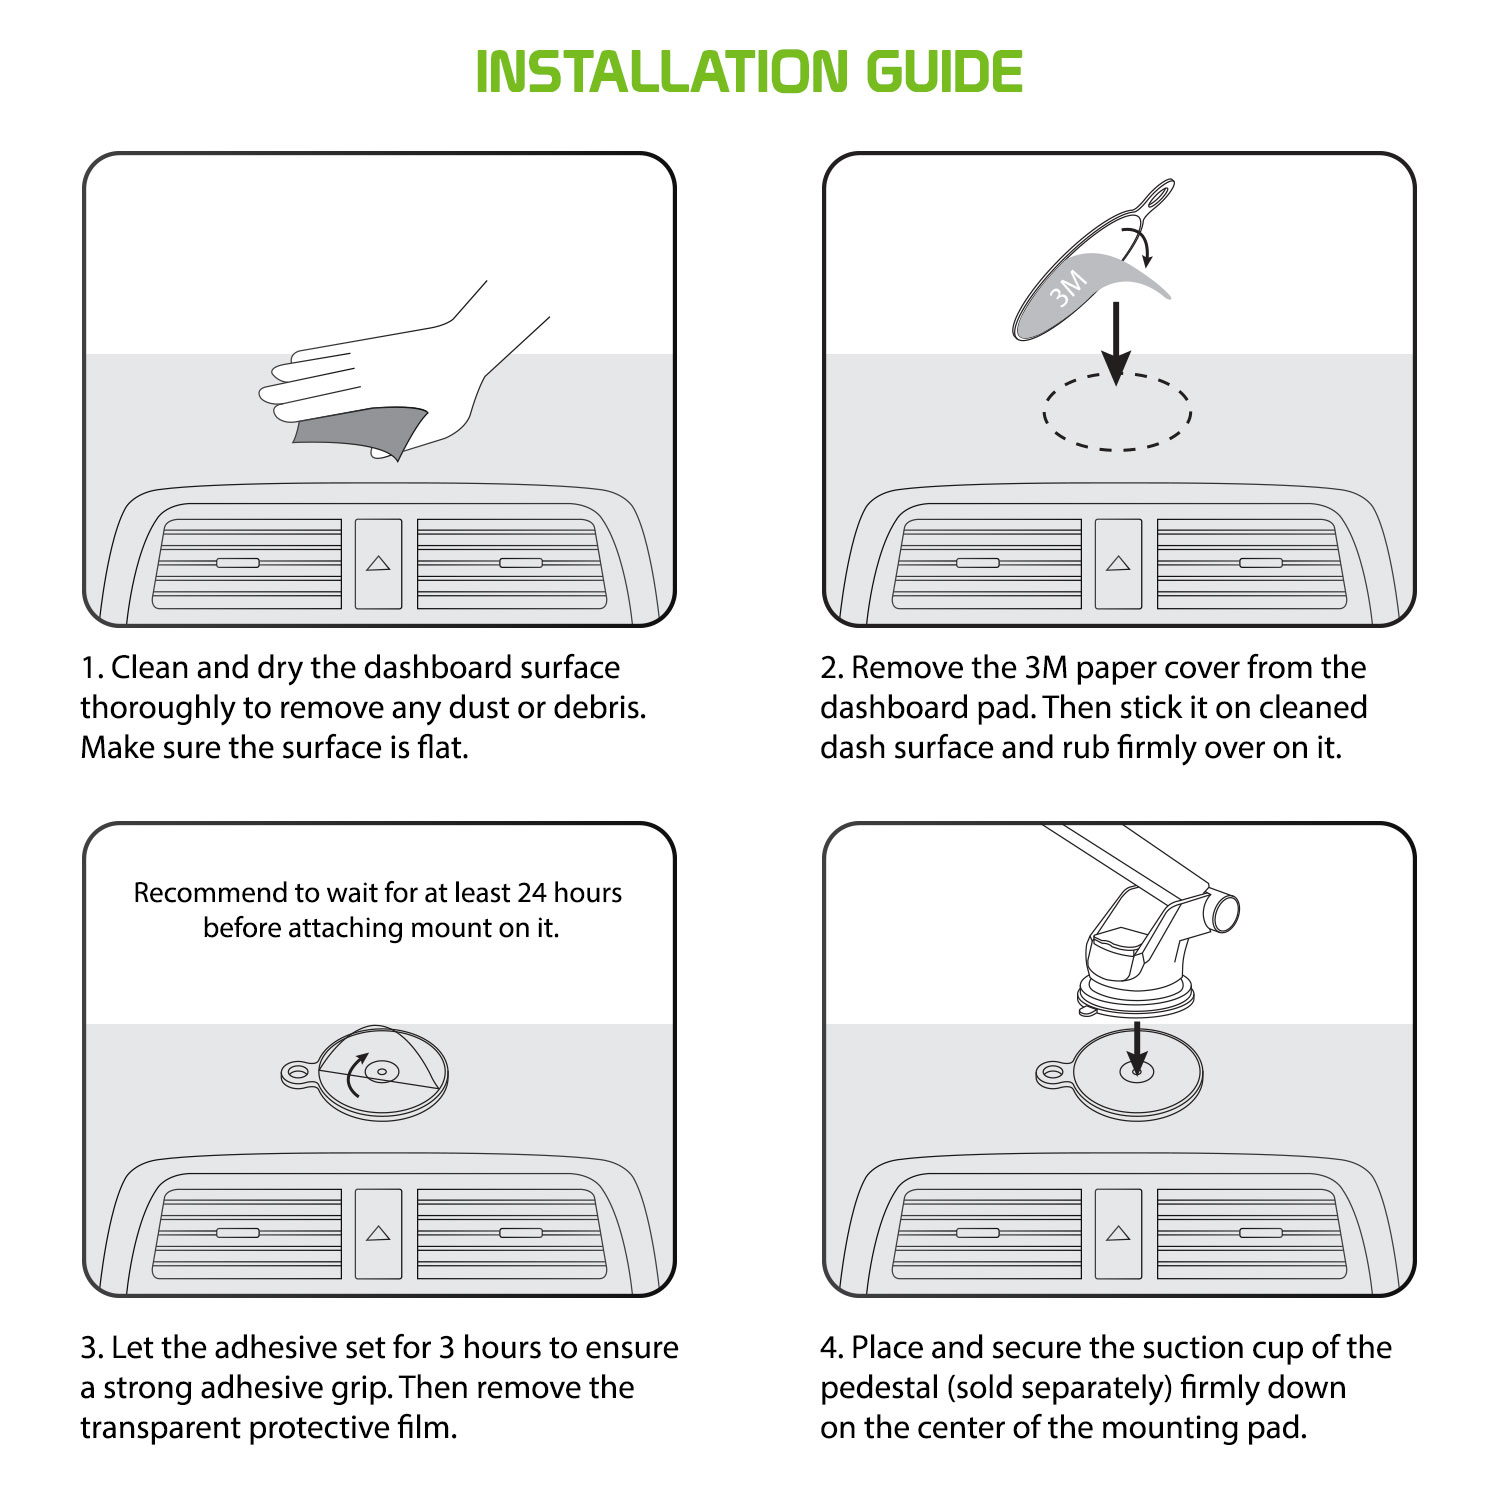 INSTALLATION GUIDE
3M
1. Clean and dry the dashboard surface
thoroughly to remove any dust or debris.
Make sure the surface is flat.
2. Remove the 3M paper cover from the
dashboard pad. Then stick it on cleaned
dash surface and rub firmly over on it.
Recommend to wait for at least 24 hours
before attaching mount on it.
3. Let the adhesive set for 3 hours to ensure
a strong adhesive grip. Then remove the
transparent protective film.
4. Place and secure the suction cup of the
pedestal (sold separately) firmly down
on the center of the mounting pad.